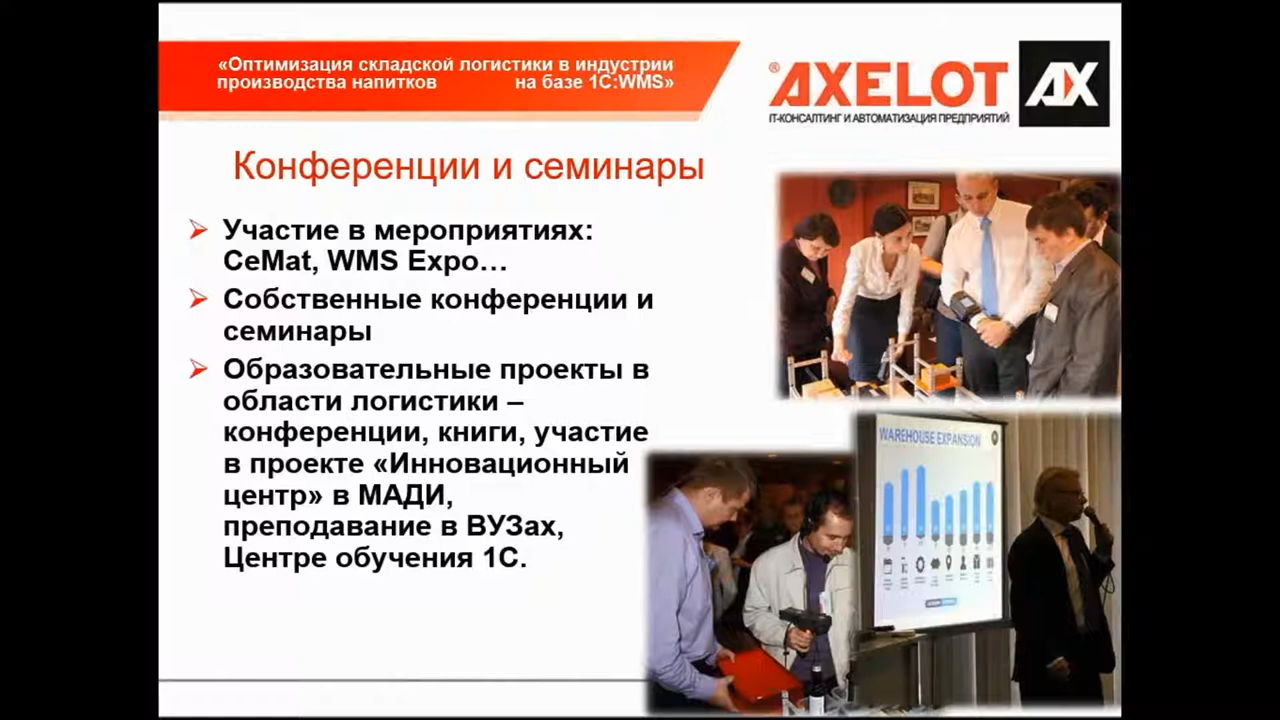 «Оптимизация складской логистики в индустрии
производства напитков на базе 1С:WMS»
®AXELOT AX
IT-КОНСАЛТИНГ И АВТОМАТИЗАЦИЯ ПРЕДПРИЯТИЙ
Конференции и семинары
Участие в мероприятиях:
CeMat, WMS Expo…
Собственные конференции и
семинары
Образовательные проекты в
области логистики –
конференции, книги, участие
в проекте «Инновационный
центр» в МАДИ,
преподавание в ВУЗах,
Центре обучения 1С.
WAREHOUSE EXPANSION